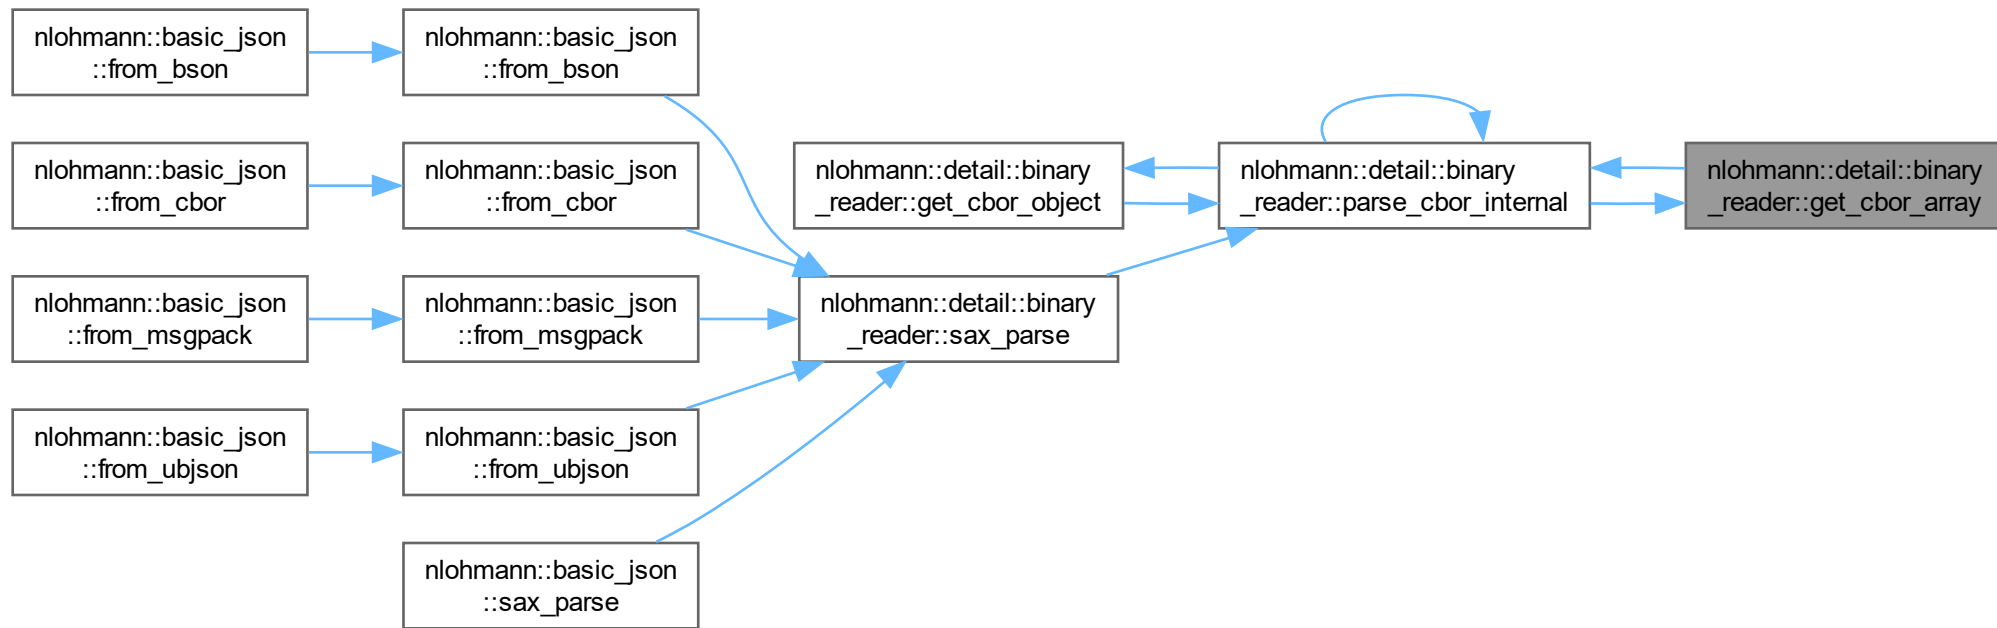 nlohmann::basic_json
::from_bson
nlohmann::basic_json
::from_bson
nlohmann::basic_json
::from_cbor
nlohmann::basic_json
::from_cbor
nlohmann::detail::binary
_reader::get_cbor_object
nlohmann::detail::binary
_reader::parse_cbor_internal
nlohmann::detail::binary
_reader::get_cbor_array
nlohmann::basic_json
::from_msgpack
nlohmann::basic_json
::from_msgpack
nlohmann::detail::binary
_reader::sax_parse
nlohmann::basic_json
::from_ubjson
nlohmann::basic_json
::from_ubjson
nlohmann::basic_json
::sax_parse